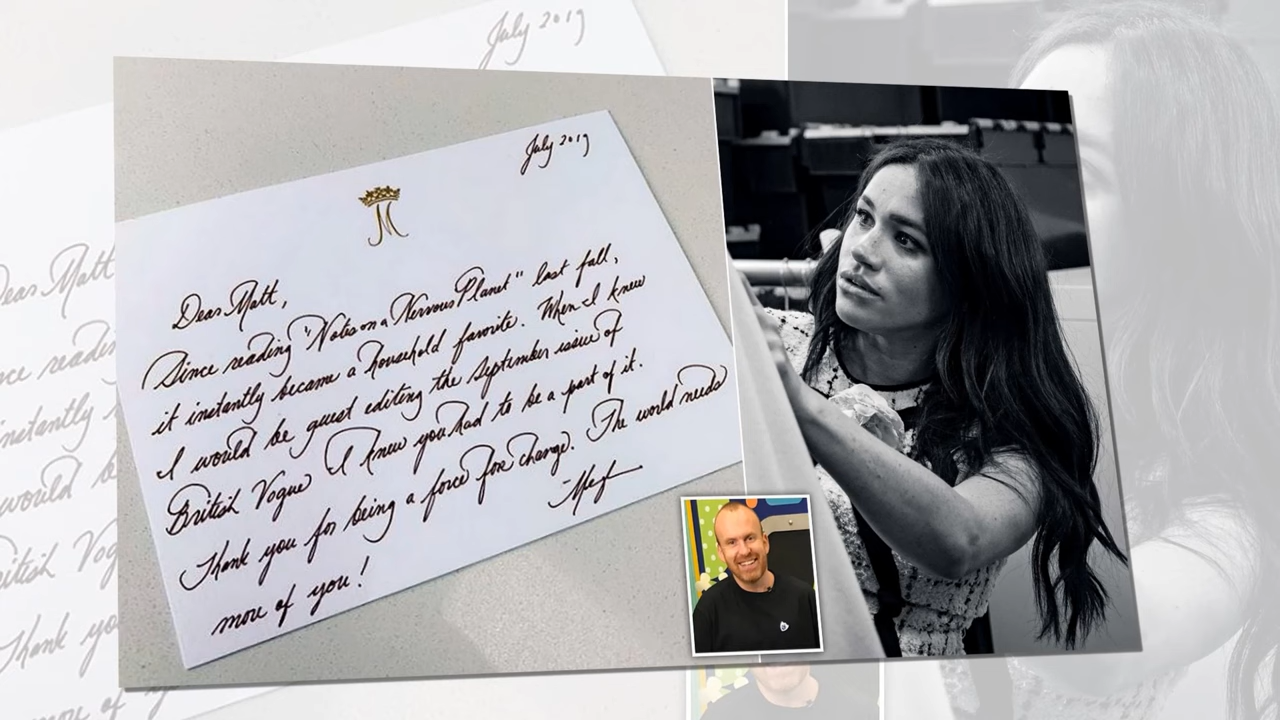 July 2019
M
Dear Matt,
Since reading "Notes on a Nervous Planet" last fall,
it instantly became a household favorite. When I knew
I would be guest editing the September issue of
British Vogue I knew you had to be a part of it.
Thank you for being a force for change. The world needs
more of you!
-Meghan